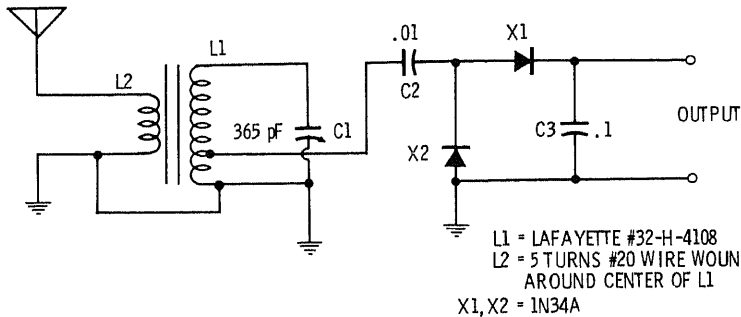 L2
L1
365 pF
C1
.01
C2
X1
X2
C3
.1
OUTPUT
L1 = LAFAYETTE #32-H-4108
L2 = 5 TURNS #20 WIRE WOUN
AROUND CENTER OF L1
X1, X2 = 1N34A